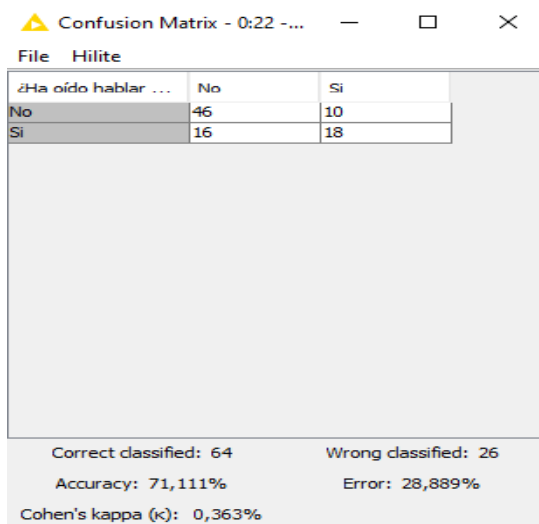 Confusion Matrix - 0:22 -...
File Hilite
¿Ha oído hablar ... No Si
No 46 10
Si 16 18
Correct classified: 64 Wrong classified: 26
Accuracy: 71,111% Error: 28,889%
Cohen's kappa (κ): 0,363%